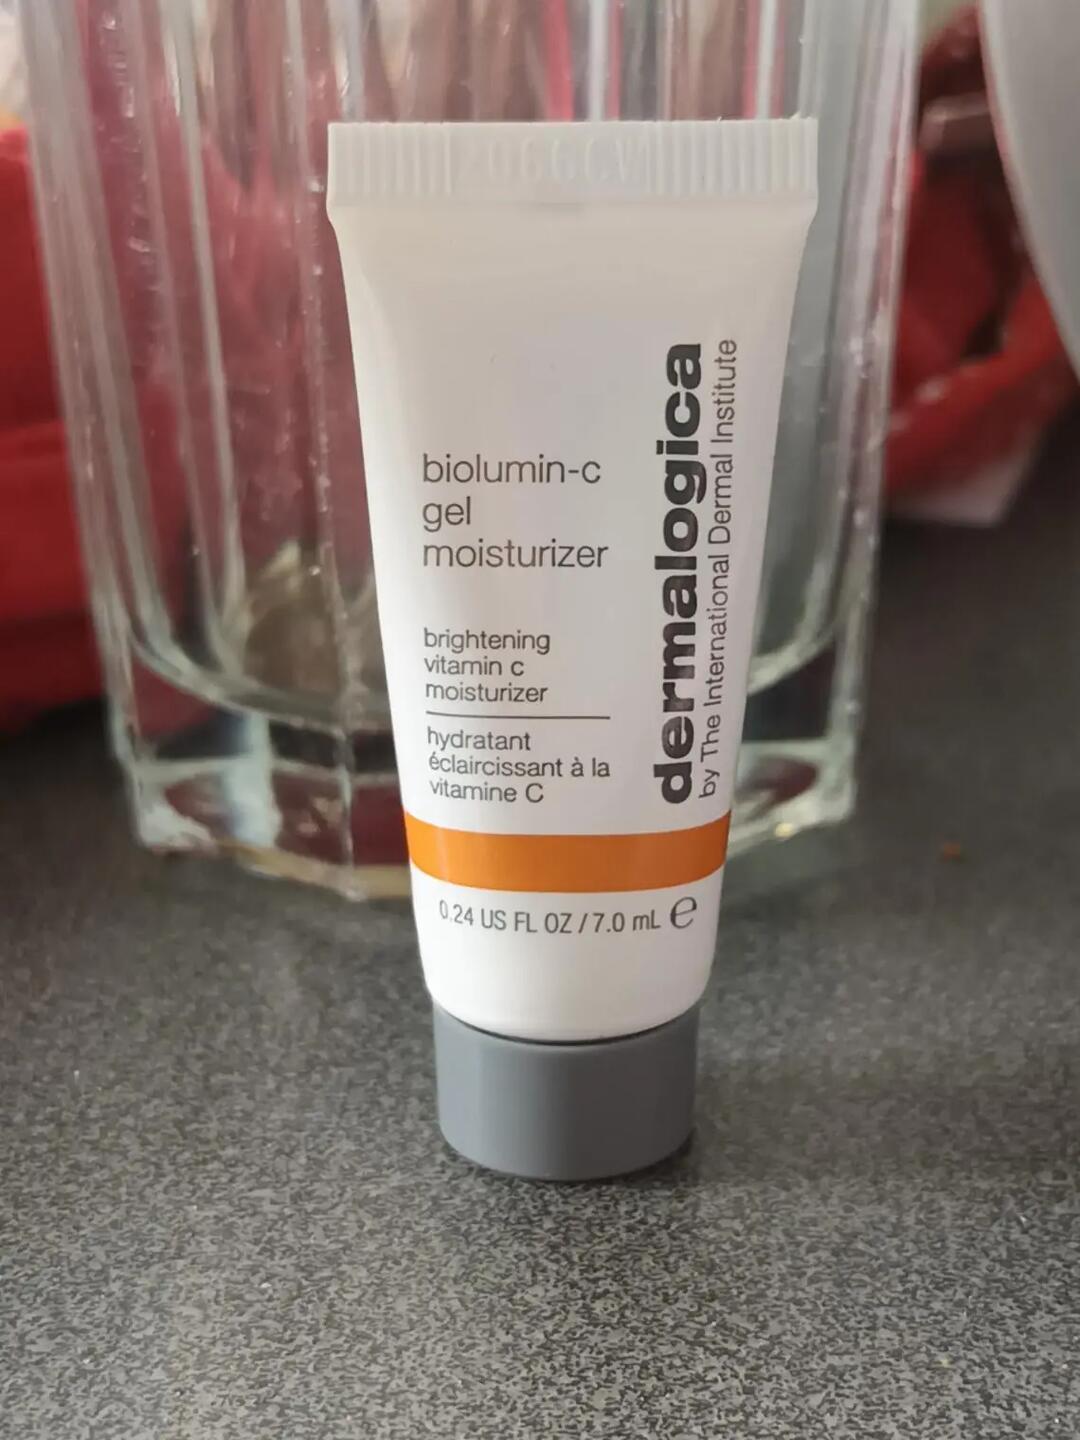 biolumin-c
gel
moisturizer
brightening
vitamin c
moisturizer
hydratant
éclaircissant à la
vitamine C
dermalogica
by The International Dermal Institute
0.24 US FL OZ / 7.0 mL ℮